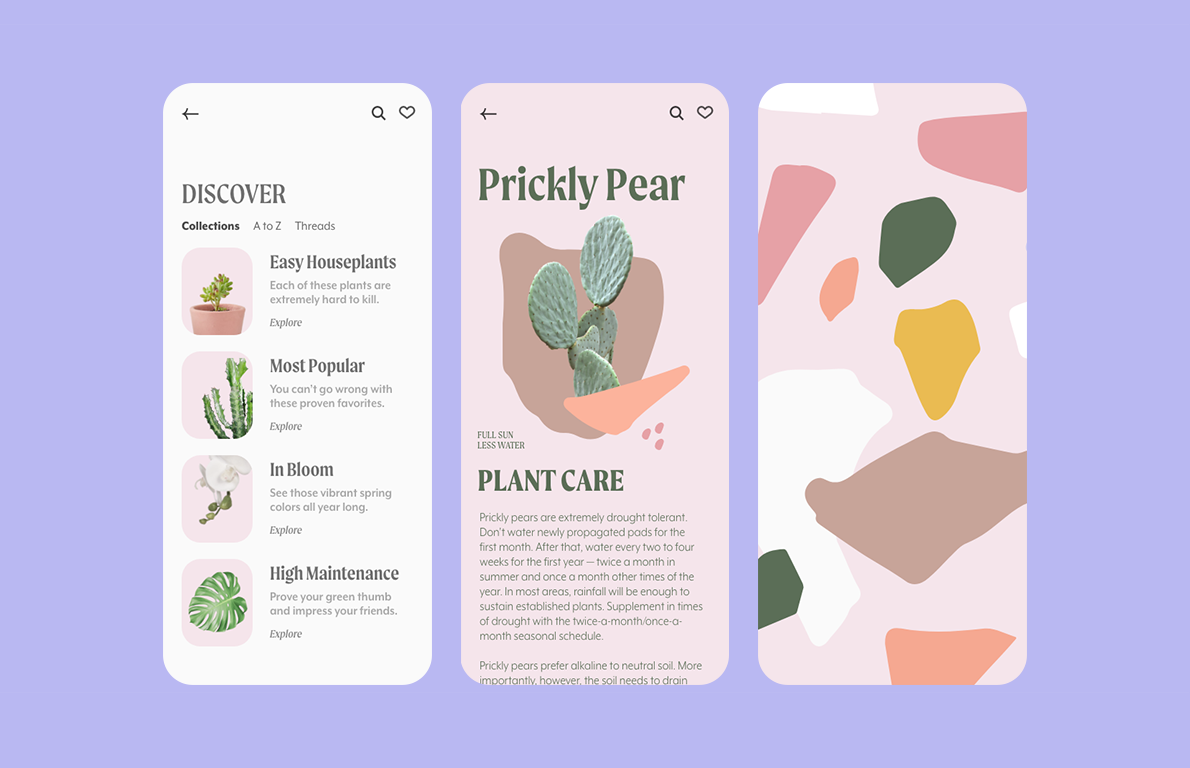 DISCOVER
Collections A to Z Threads
Easy Houseplants
Each of these plants are
extremely hard to kill.
Explore
Most Popular
You can't go wrong with
these proven favorites.
Explore
In Bloom
See those vibrant spring
colors all year long.
Explore
High Maintenance
Prove your green thumb
and impress your friends.
Explore
Prickly Pear
FULL SUN
LESS WATER
PLANT CARE
Prickly pears are extremely drought tolerant.
Don't water newly propagated pads for the
first month. After that, water every two to four
weeks for the first year — twice a month in
summer and once a month other times of the
year. In most areas, rainfall will be enough to
sustain established plants. Supplement in times
of drought with the twice-a-month/once-a-
month seasonal schedule.
Prickly pears prefer alkaline to neutral soil. More
importantly, however, the soil needs to drain